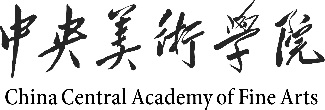 中央美術學院
China Central Academy of Fine Arts